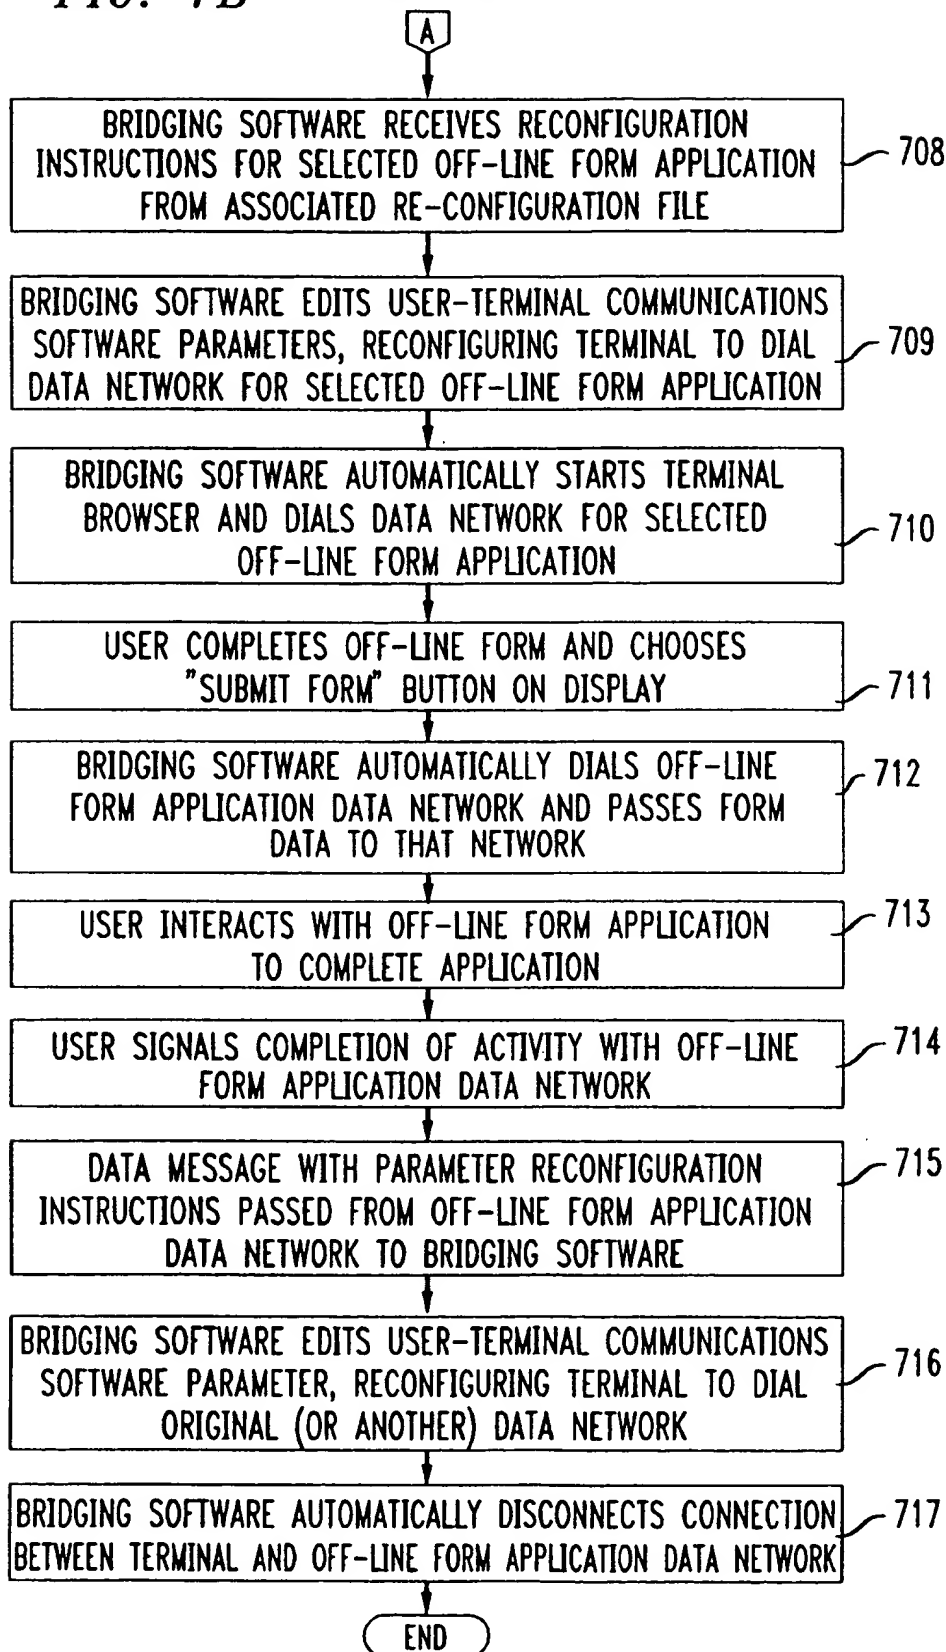 FIG. 7B
A
BRIDGING SOFTWARE RECEIVES RECONFIGURATION
INSTRUCTIONS FOR SELECTED OFF-LINE FORM APPLICATION
FROM ASSOCIATED RE-CONFIGURATION FILE
708
BRIDGING SOFTWARE EDITS USER-TERMINAL COMMUNICATIONS
SOFTWARE PARAMETERS, RECONFIGURING TERMINAL TO DIAL
DATA NETWORK FOR SELECTED OFF-LINE FORM APPLICATION
709
BRIDGING SOFTWARE AUTOMATICALLY STARTS TERMINAL
BROWSER AND DIALS DATA NETWORK FOR SELECTED
OFF-LINE FORM APPLICATION
710
USER COMPLETES OFF-LINE FORM AND CHOOSES
"SUBMIT FORM" BUTTON ON DISPLAY
711
BRIDGING SOFTWARE AUTOMATICALLY DIALS OFF-LINE
FORM APPLICATION DATA NETWORK AND PASSES FORM
DATA TO THAT NETWORK
712
USER INTERACTS WITH OFF-LINE FORM APPLICATION
TO COMPLETE APPLICATION
713
USER SIGNALS COMPLETION OF ACTIVITY WITH OFF-LINE
FORM APPLICATION DATA NETWORK
714
DATA MESSAGE WITH PARAMETER RECONFIGURATION
INSTRUCTIONS PASSED FROM OFF-LINE FORM APPLICATION
DATA NETWORK TO BRIDGING SOFTWARE
715
BRIDGING SOFTWARE EDITS USER-TERMINAL COMMUNICATIONS
SOFTWARE PARAMETER, RECONFIGURING TERMINAL TO DIAL
ORIGINAL (OR ANOTHER) DATA NETWORK
716
BRIDGING SOFTWARE AUTOMATICALLY DISCONNECTS CONNECTION
BETWEEN TERMINAL AND OFF-LINE FORM APPLICATION DATA NETWORK
717
END